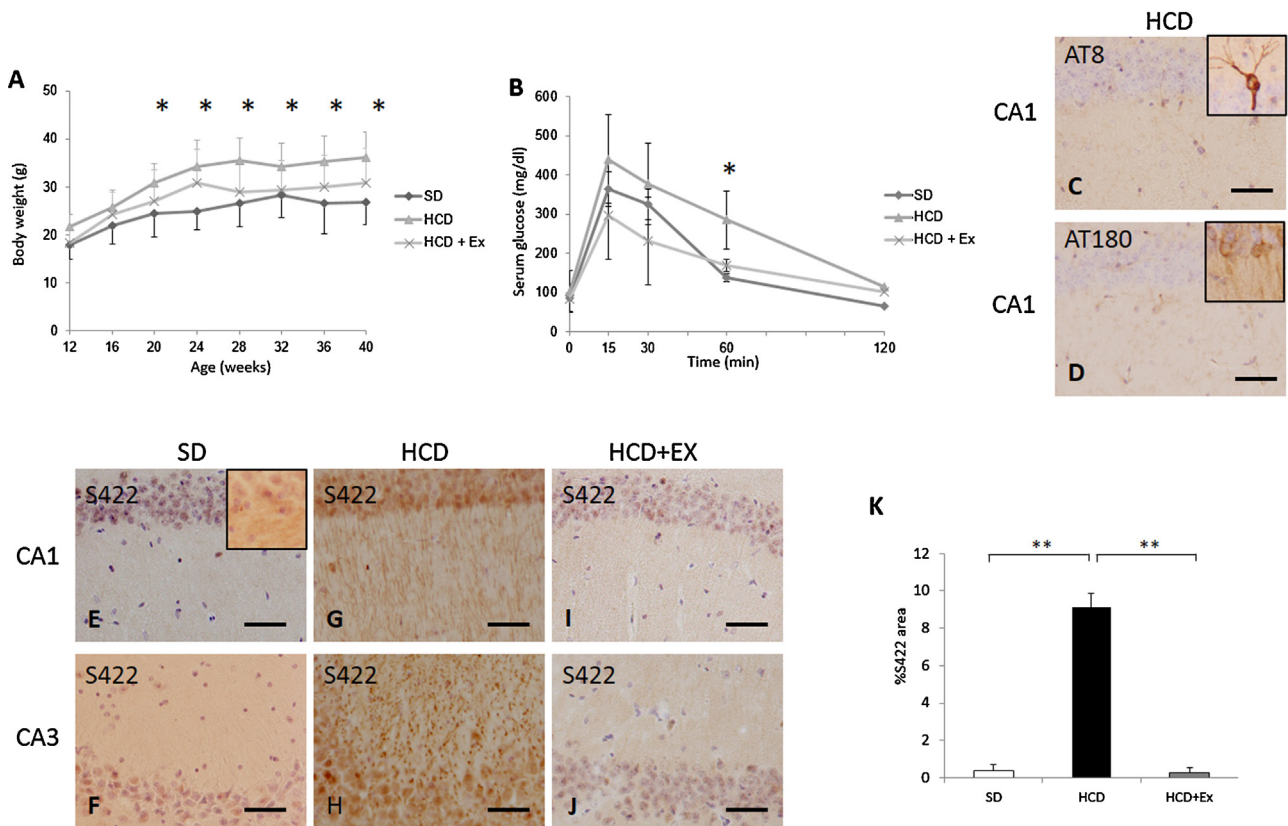 A
Body weight (g)
50
40
30
20
10
0
* * * * * *
12 16 20 24 28 32 36 40
Age (weeks)
SD
HCD
HCD + Ex
B
Serum glucose (mg/dl)
600
500
400
300
200
100
0
*
0 15 30 60 120
Time (min)
SD
HCD
HCD + Ex
HCD
CA1
AT8
C
CA1
AT180
D
SD HCD HCD+EX
CA1
S422 S422 S422
E G I
CA3
S422 S422 S422
F H J
K
%S422 area
12
10
8
6
4
2
0
** **
SD HCD HCD+Ex